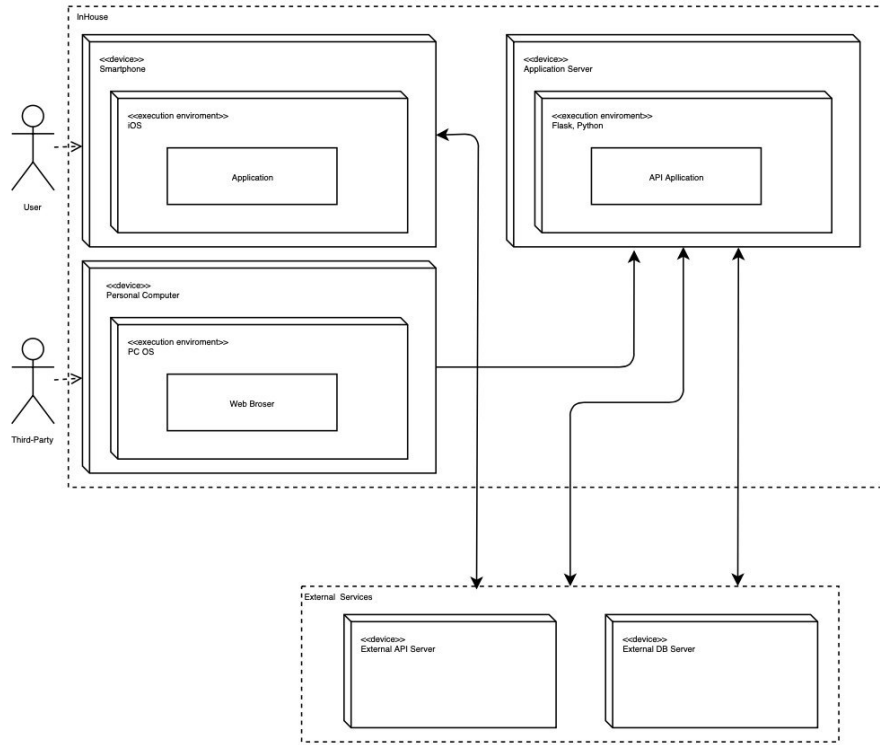 InHouse
<<device>>
Smartphone
<<execution enviroment>>
iOS
Application
<<device>>
Application Server
<<execution enviroment>>
Flask, Python
API Apllication
User
<<device>>
Personal Computer
<<execution enviroment>>
PC OS
Web Broser
Third-Party
External Services
<<device>>
External API Server
<<device>>
External DB Server